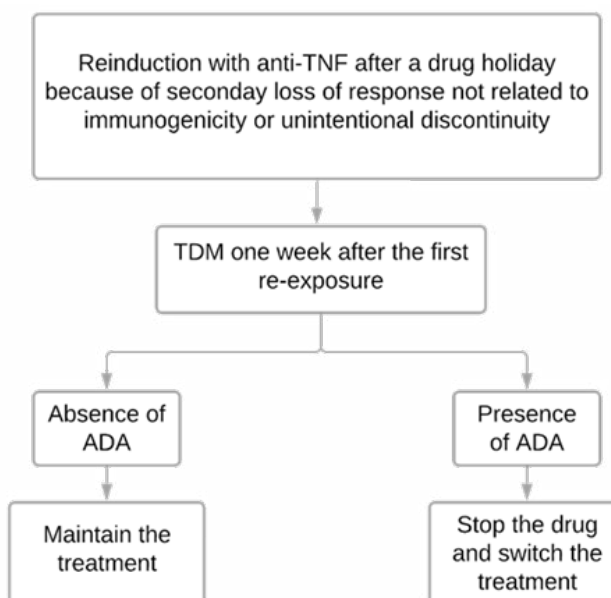 Reinduction with anti-TNF after a drug holiday
because of seconday loss of response not related to
immunogenicity or unintentional discontinuity
TDM one week after the first
re-exposure
Absence of
ADA
Presence
of ADA
Maintain the
treatment
Stop the drug
and switch the
treatment